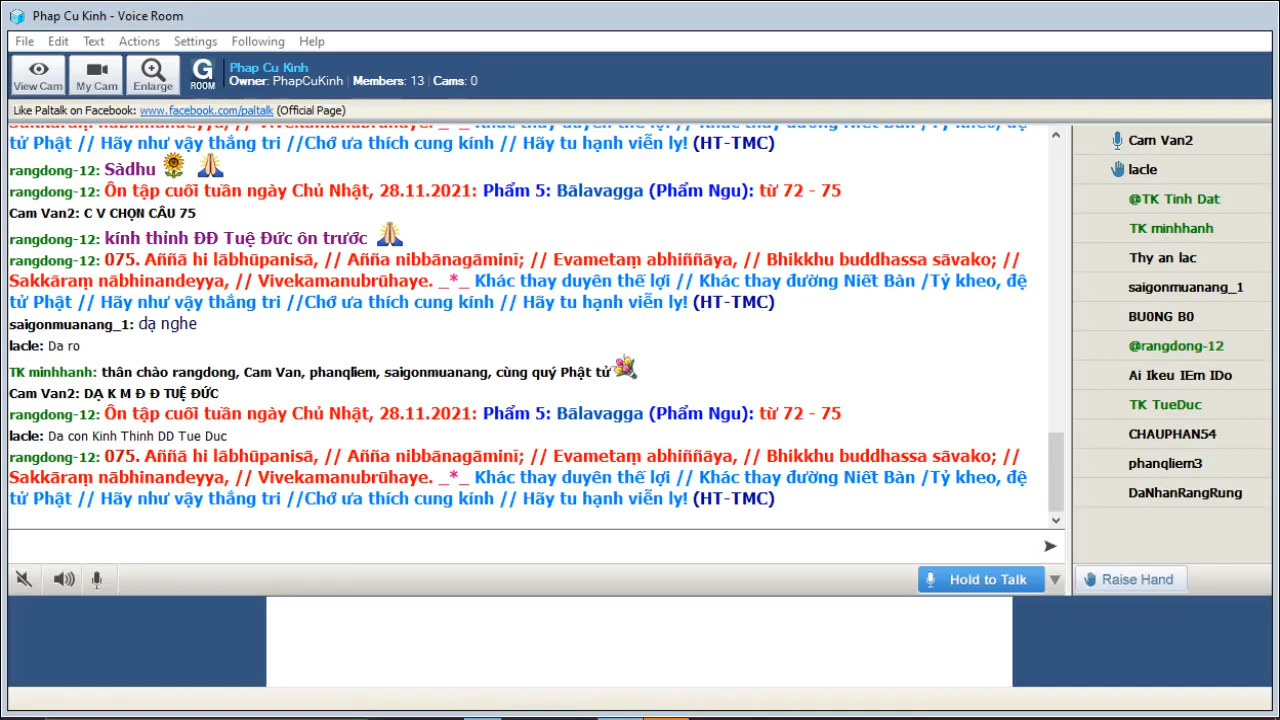 Phap Cu Kinh - Voice Room
File Edit Text Actions Settings Following Help
View Cam My Cam Enlarge G ROOM
Phap Cu Kinh
Owner: PhapCuKinh | Members: 13 | Cams: 0
Like Paltalk on Facebook: www.facebook.com/paltalk (Official Page)
tử Phật // Hãy như vậy thắng tri //Chớ ưa thích cung kính // Hãy tu hạnh viễn ly! (HT-TMC)
rangdong-12: Sàdhu
rangdong-12: Ôn tập cuối tuần ngày Chủ Nhật, 28.11.2021: Phẩm 5: Bālavagga (Phẩm Ngu): từ 72 - 75
Cam Van2: C V CHỌN CÂU 75
rangdong-12: kính thỉnh ĐĐ Tuệ Đức ôn trước
rangdong-12: 075. Aññā hi lābhūpanisā, // Añña nibbānagāminī; // Evametaṃ abhiññāya, // Bhikkhu buddhassa sāvako; //
Sakkāraṃ nābhinandeyya, // Vivekamanubrūhaye. _*_ Khác thay duyên thế lợi // Khác thay đường Niết Bàn /Tỷ kheo, đệ
tử Phật // Hãy như vậy thắng tri //Chớ ưa thích cung kính // Hãy tu hạnh viễn ly! (HT-TMC)
saigonmuanang_1: dạ nghe
lacle: Da ro
TK minhhanh: thân chào rangdong, Cam Van, phanqliem, saigonmuanang, cùng quý Phật tử
Cam Van2: DẠ K M Đ Đ TUỆ ĐỨC
rangdong-12: Ôn tập cuối tuần ngày Chủ Nhật, 28.11.2021: Phẩm 5: Bālavagga (Phẩm Ngu): từ 72 - 75
lacle: Da con Kinh Thinh DD Tue Duc
rangdong-12: 075. Aññā hi lābhūpanisā, // Añña nibbānagāminī; // Evametaṃ abhiññāya, // Bhikkhu buddhassa sāvako; //
Sakkāraṃ nābhinandeyya, // Vivekamanubrūhaye. _*_ Khác thay duyên thế lợi // Khác thay đường Niết Bàn /Tỷ kheo, đệ
tử Phật // Hãy như vậy thắng tri //Chớ ưa thích cung kính // Hãy tu hạnh viễn ly! (HT-TMC)
Cam Van2
lacle
@TK Tinh Dat
TK minhhanh
Thy an lac
saigonmuanang_1
BU0NG B0
@rangdong-12
Ai lkeu IEm IDo
TK TueDuc
CHAUPHAN54
phanqliem3
DaNhanRangRung
Hold to Talk
Raise Hand